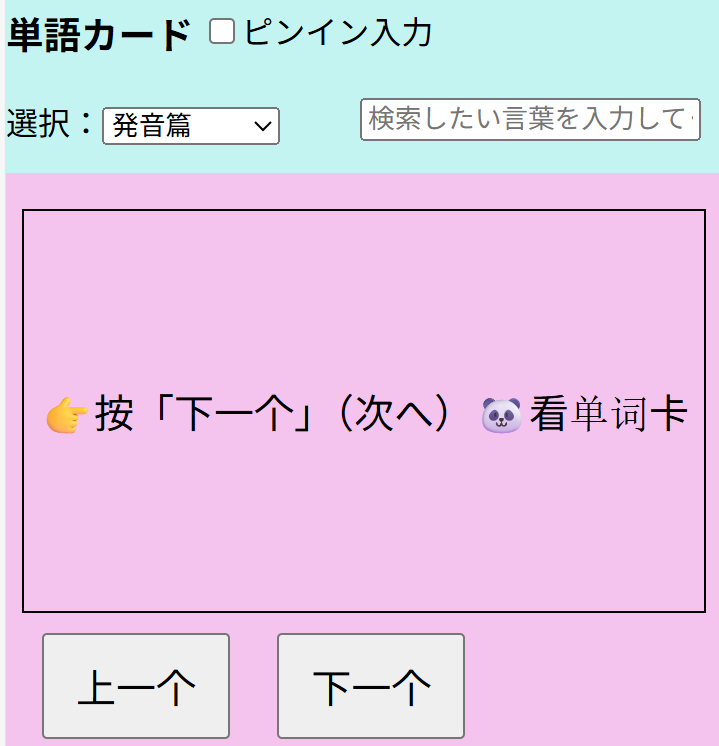 単語カード ピンイン入力
選択：発音篇 検索したい言葉を入力して
👉按「下一个」（次へ）🐼看单词卡
上一个 下一个